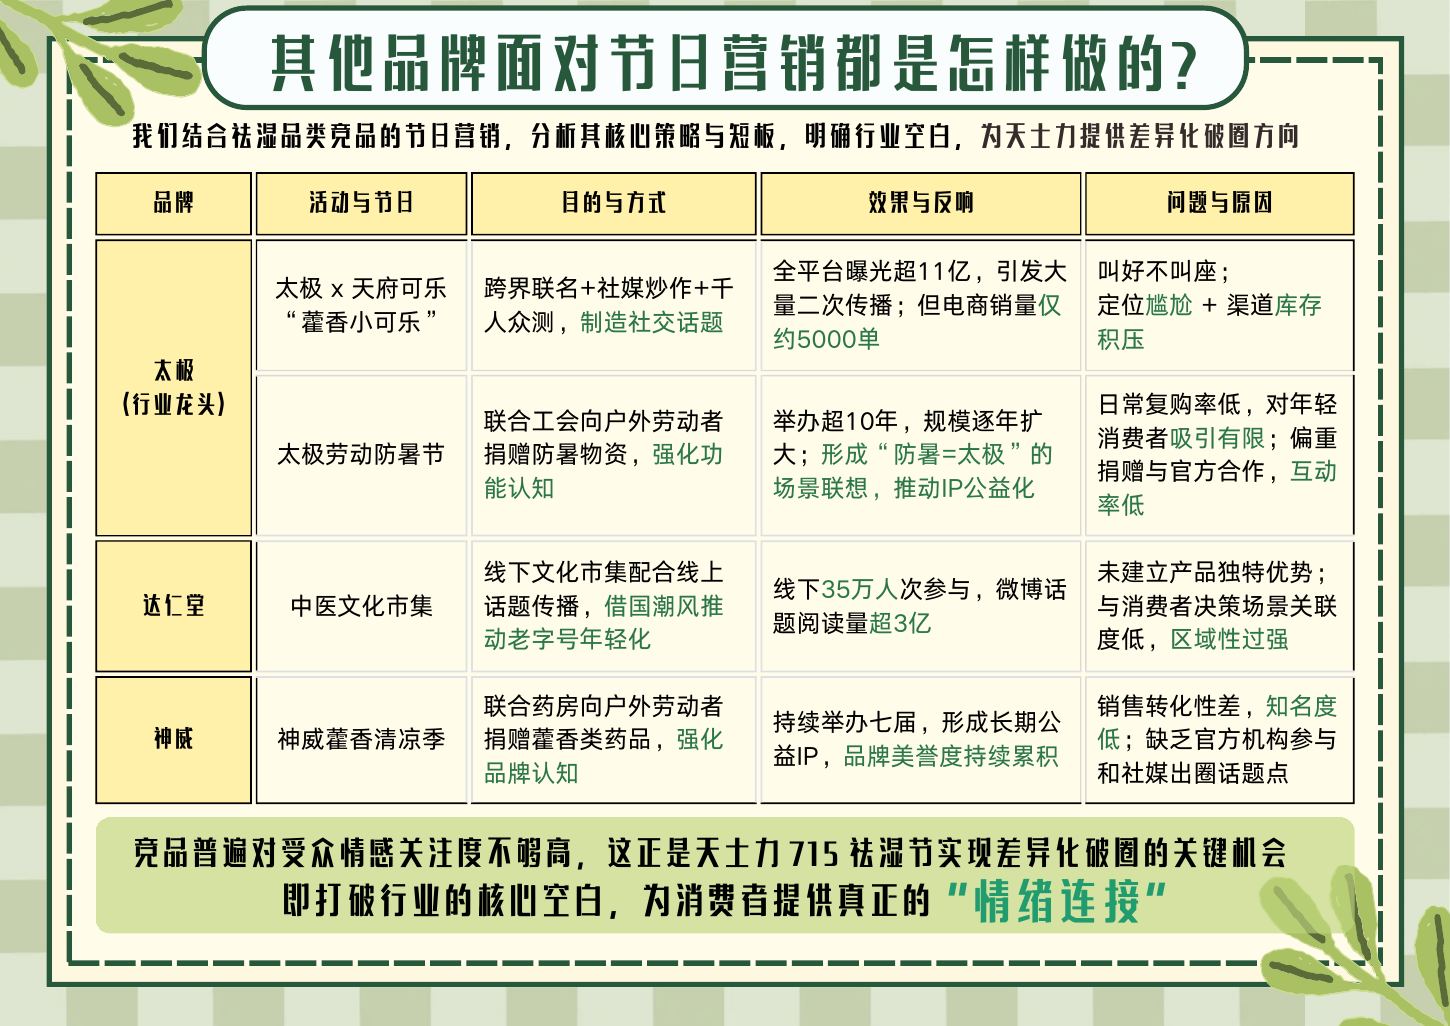 其他品牌面对节日营销都是怎样做的?
我们结合祛湿品类竞品的节日营销，分析其核心策略与短板，明确行业空白，为天士力提供差异化破圈方向
品牌
活动与节日
目的与方式
效果与反响
问题与原因
太极
(行业龙头)
太极 x 天府可乐
“藿香小可乐”
跨界联名+社媒炒作+千
人众测，制造社交话题
全平台曝光超11亿，引发大
量二次传播；但电商销量仅
约5000单
叫好不叫座；
定位尴尬 + 渠道库存
积压
太极劳动防暑节
联合工会向户外劳动者
捐赠防暑物资，强化功
能认知
举办超10年，规模逐年扩
大；形成“防暑=太极”的
场景联想，推动IP公益化
日常复购率低，对年轻
消费者吸引有限；偏重
捐赠与官方合作，互动
率低
达仁堂
中医文化市集
线下文化市集配合线上
话题传播，借国潮风推
动老字号年轻化
线下35万人次参与，微博话
题阅读量超3亿
未建立产品独特优势；
与消费者决策场景关联
度低，区域性过强
神威
神威藿香清凉季
联合药房向户外劳动者
捐赠藿香类药品，强化
品牌认知
持续举办七届，形成长期公
益IP，品牌美誉度持续累积
销售转化性差，知名度
低；缺乏官方机构参与
和社媒出圈话题点
竞品普遍对受众情感关注度不够高，这正是天士力 715 祛湿节实现差异化破圈的关键机会
即打破行业的核心空白，为消费者提供真正的“情绪连接”